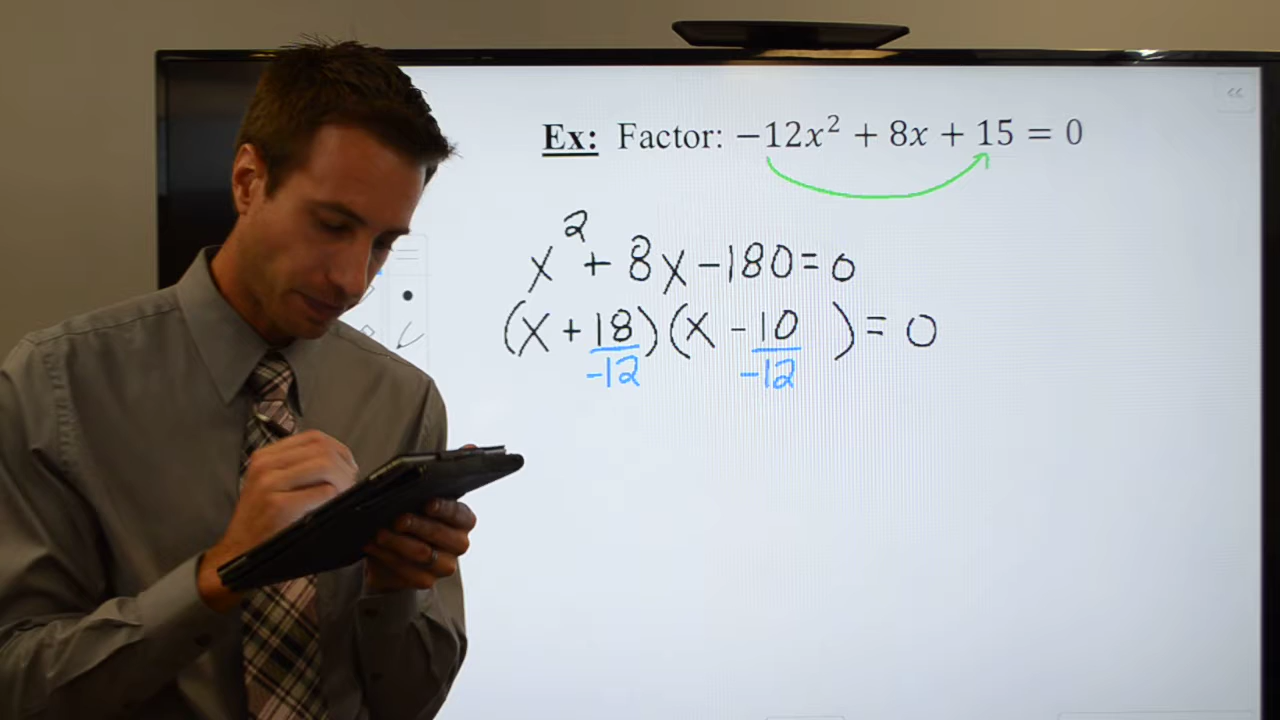 Ex: Factor: −12x² + 8x + 15 = 0
x² + 8x − 180 = 0
(x + 18/-12)(x − 10/-12) = 0